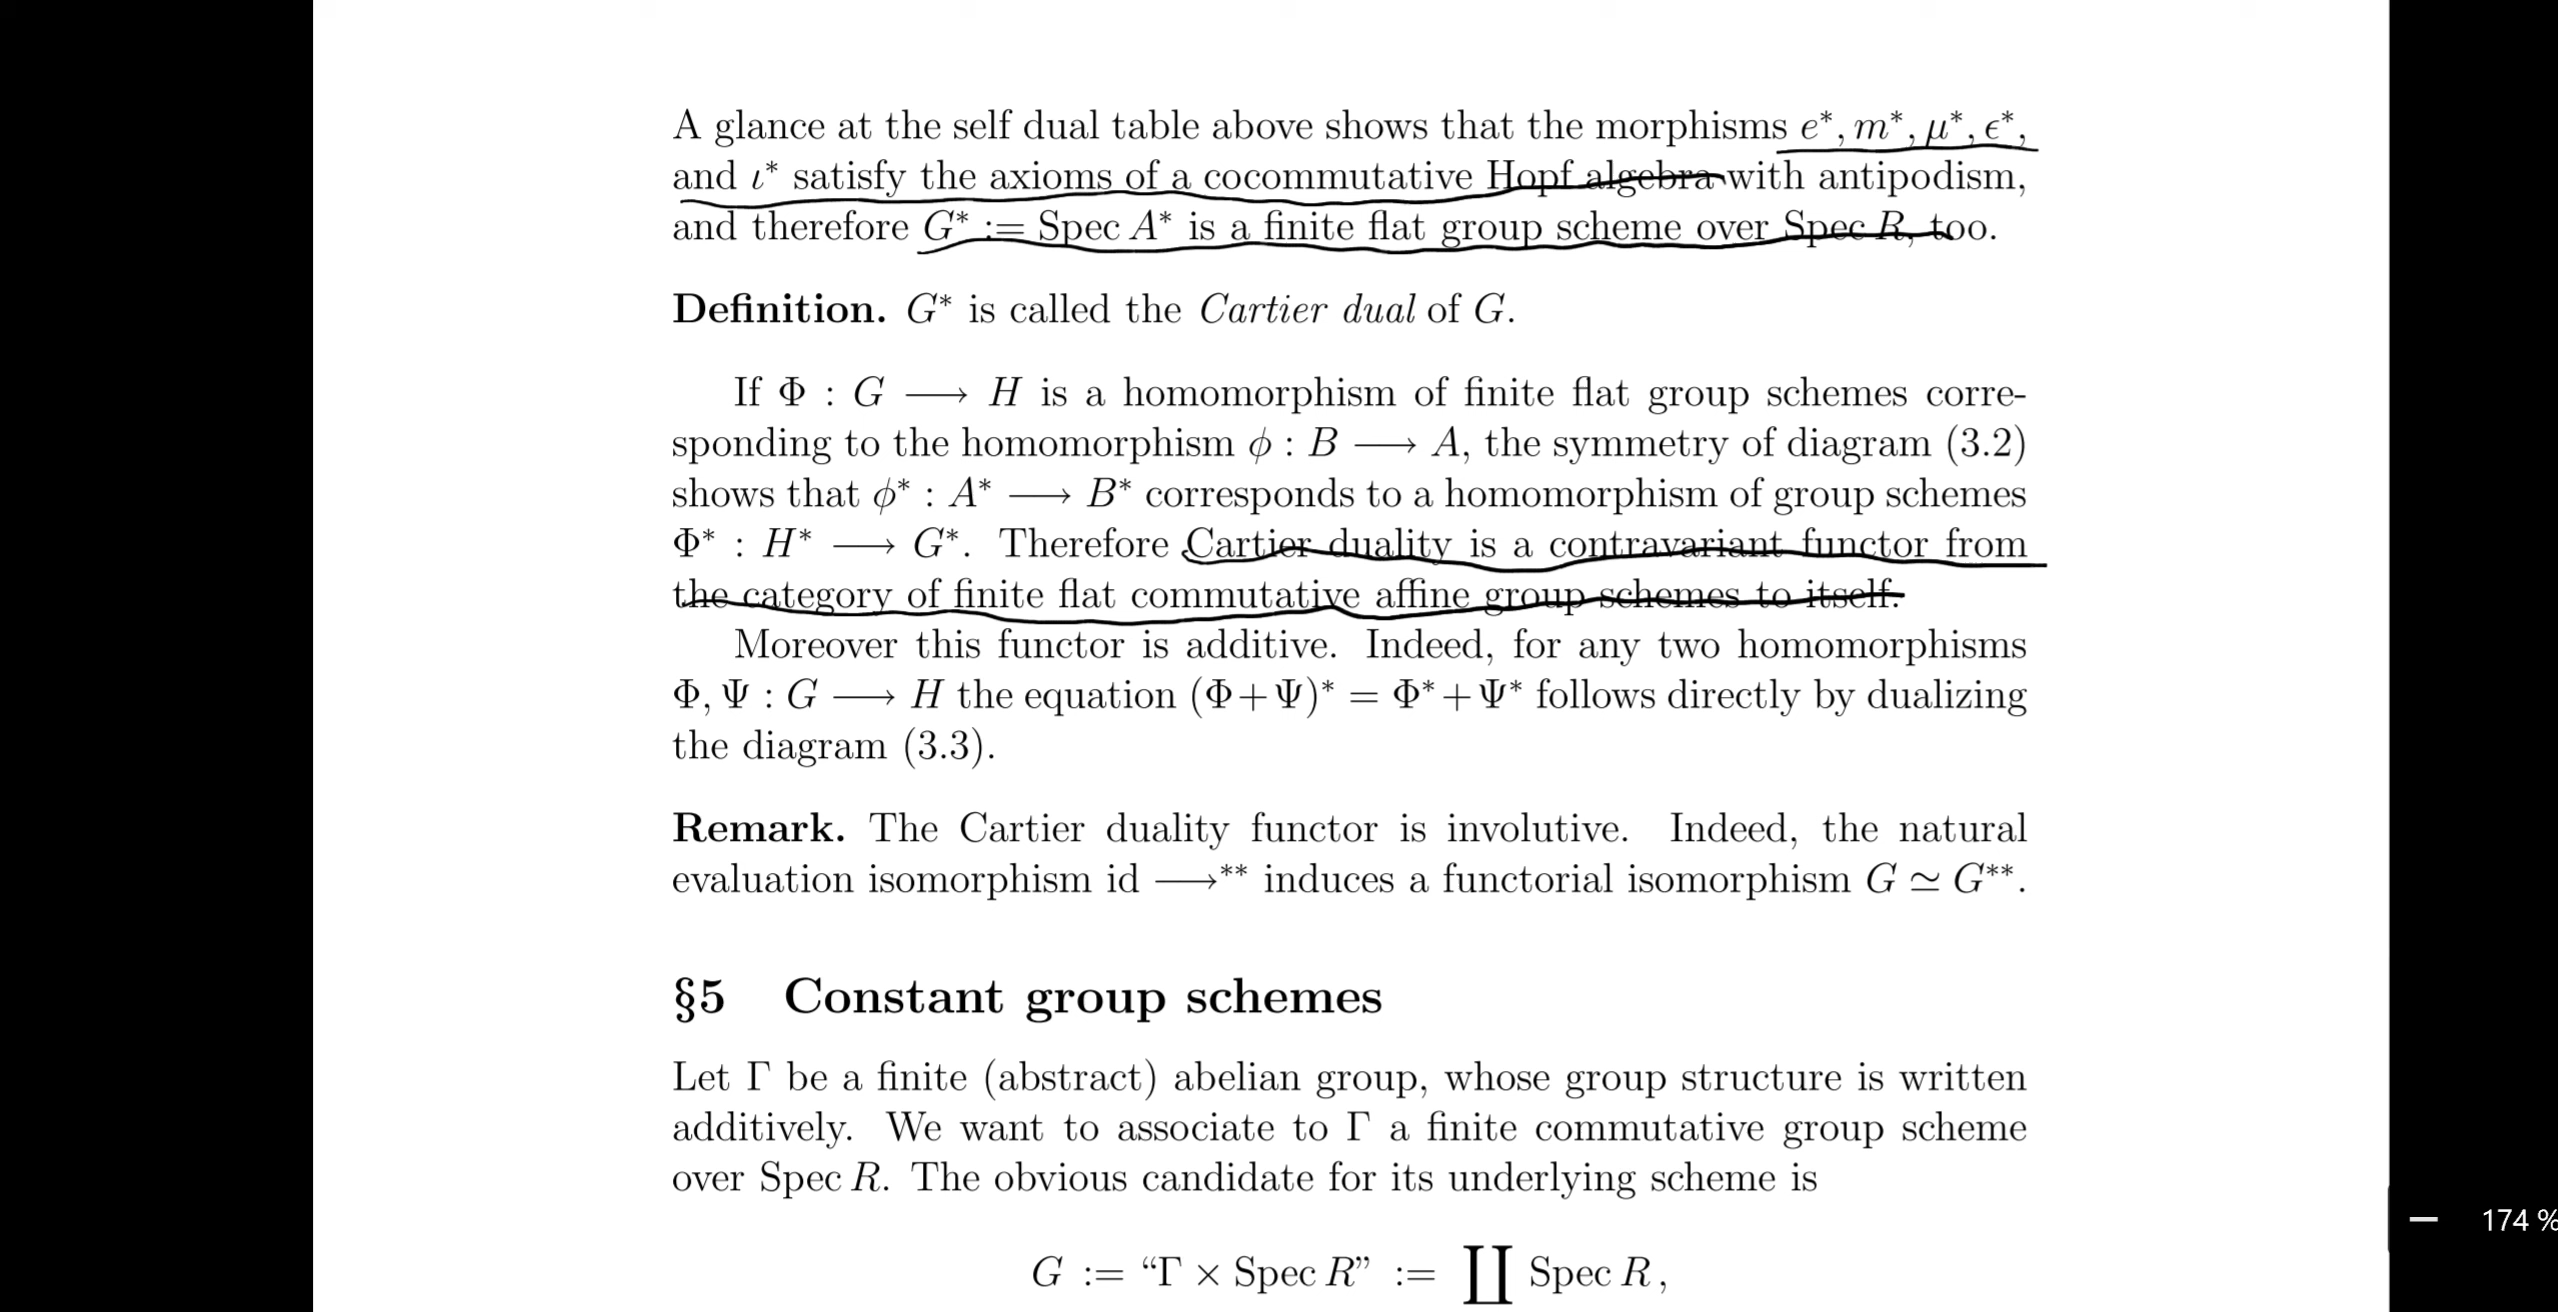 A glance at the self dual table above shows that the morphisms e*, m*, μ*, ϵ*,
and ι* satisfy the axioms of a cocommutative Hopf algebra with antipodism,
and therefore G* := Spec A* is a finite flat group scheme over Spec R, too.
Definition. G* is called the Cartier dual of G.
If Φ : G ⟶ H is a homomorphism of finite flat group schemes corre-
sponding to the homomorphism ϕ : B ⟶ A, the symmetry of diagram (3.2)
shows that ϕ* : A* ⟶ B* corresponds to a homomorphism of group schemes
Φ* : H* ⟶ G*. Therefore Cartier duality is a contravariant functor from
the category of finite flat commutative affine group schemes to itself.
Moreover this functor is additive. Indeed, for any two homomorphisms
Φ, Ψ : G ⟶ H the equation (Φ+Ψ)* = Φ*+Ψ* follows directly by dualizing
the diagram (3.3).
Remark. The Cartier duality functor is involutive. Indeed, the natural
evaluation isomorphism id ⟶** induces a functorial isomorphism G ≃ G**.
§5 Constant group schemes
Let Γ be a finite (abstract) abelian group, whose group structure is written
additively. We want to associate to Γ a finite commutative group scheme
over Spec R. The obvious candidate for its underlying scheme is
G := “Γ × Spec R” := ∐ Spec R,
− 174 %